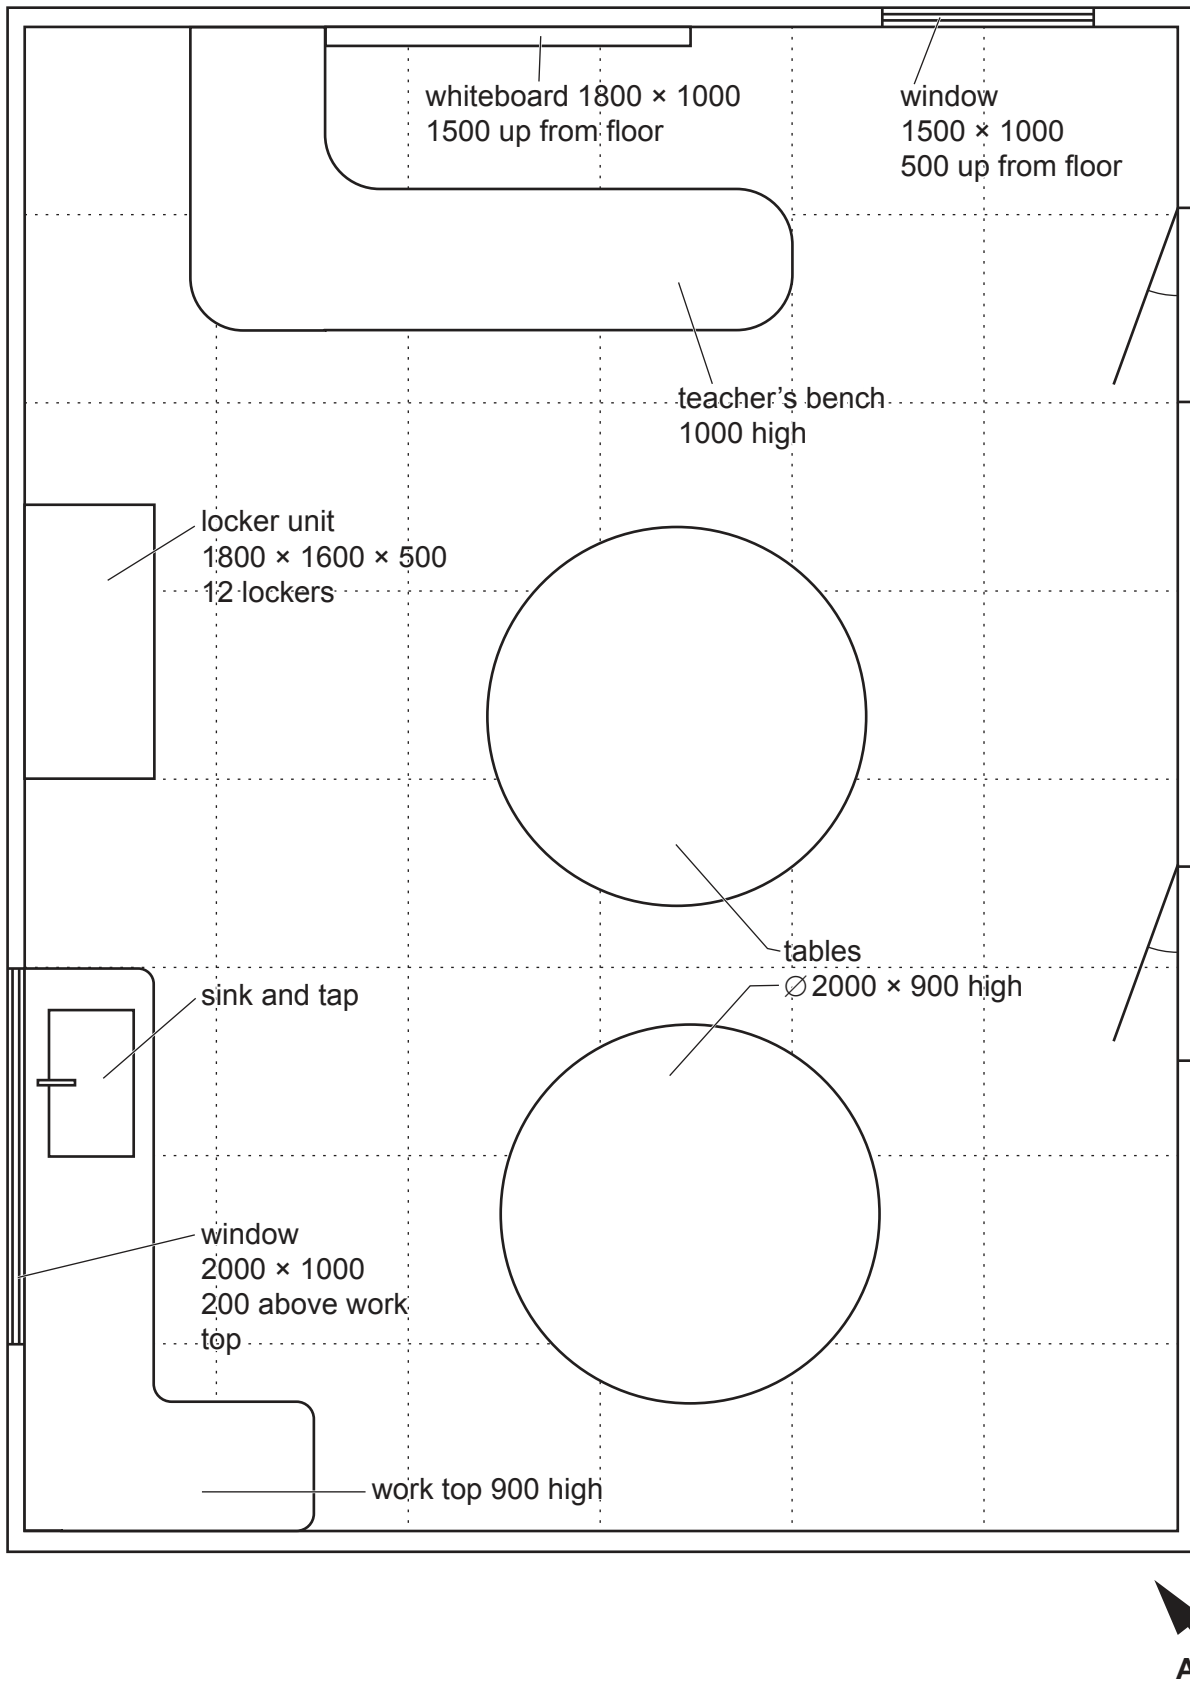 whiteboard 1800 × 1000
1500 up from floor
window
1500 × 1000
500 up from floor
teacher’s bench
1000 high
locker unit
1800 × 1600 × 500
12 lockers
tables
∅ 2000 × 900 high
sink and tap
window
2000 × 1000
200 above work
top
work top 900 high
A